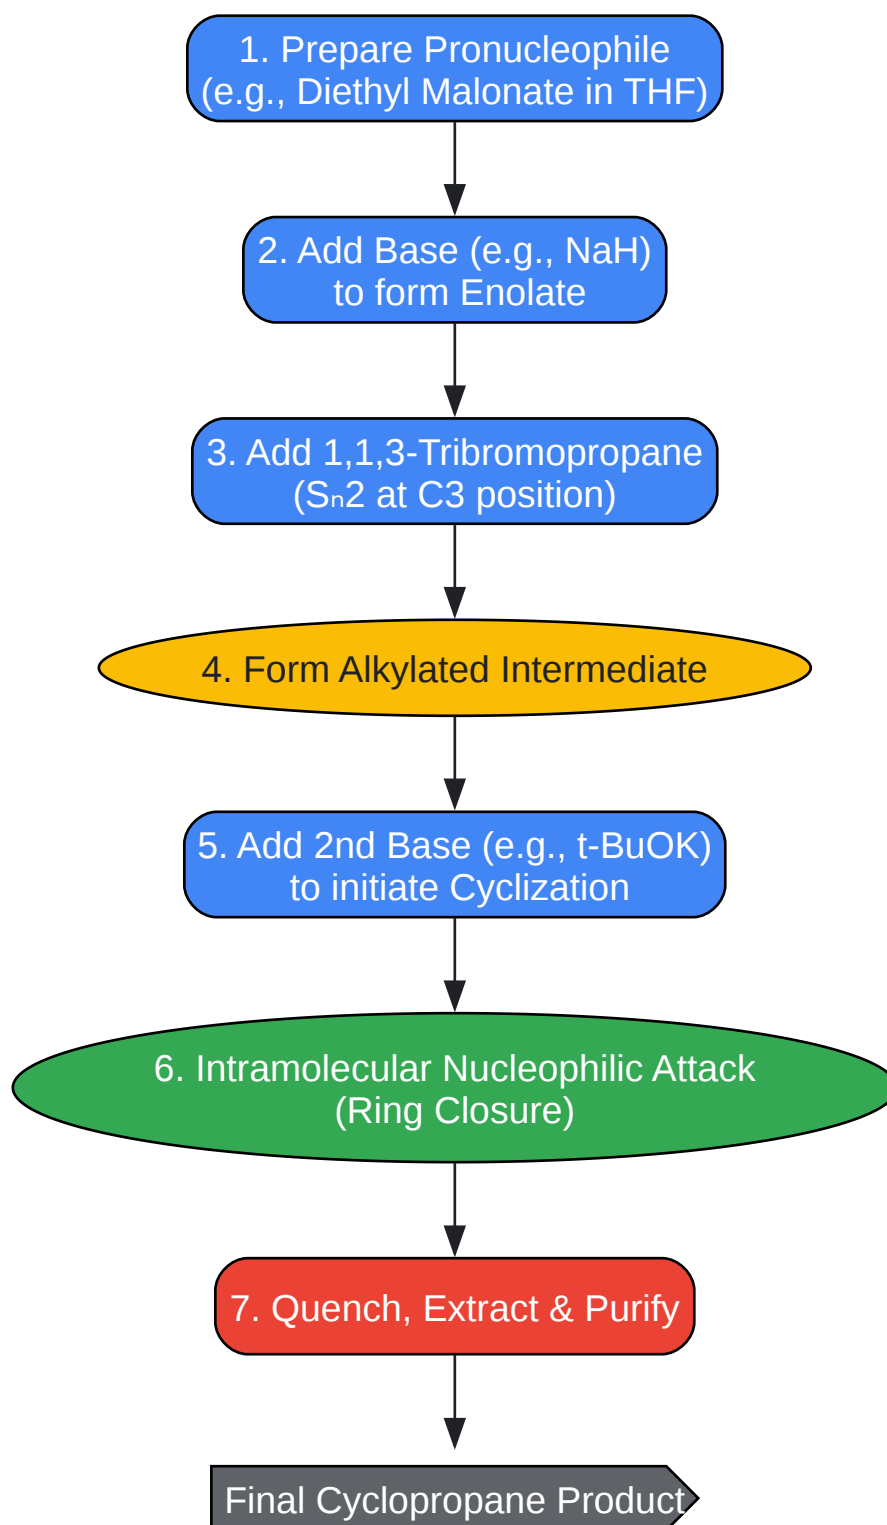 1. Prepare Pronucleophile
(e.g., Diethyl Malonate in THF)
2. Add Base (e.g., NaH)
to form Enolate
3. Add 1,1,3-Tribromopropane
(Sₙ2 at C3 position)
4. Form Alkylated Intermediate
5. Add 2nd Base (e.g., t-BuOK)
to initiate Cyclization
6. Intramolecular Nucleophilic Attack
(Ring Closure)
7. Quench, Extract & Purify
Final Cyclopropane Product